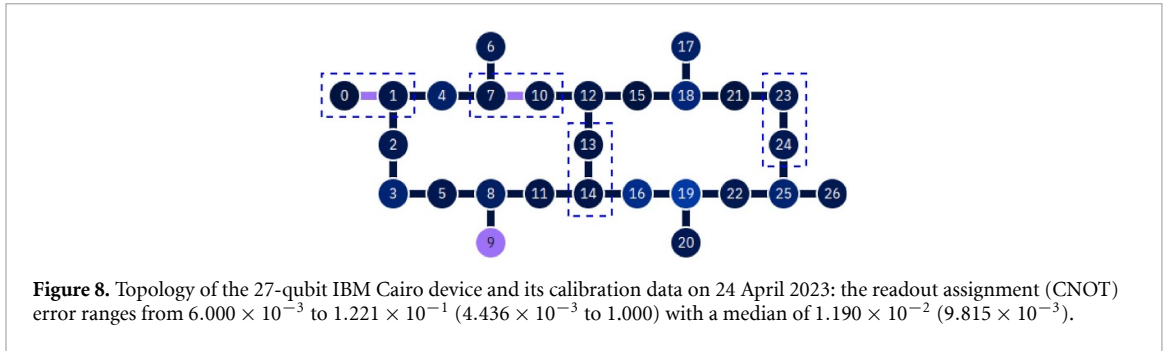 6 17
0 1 4 7 10 12 15 18 21 23
2 13 24
3 5 8 11 14 16 19 22 25 26
9 20
Figure 8. Topology of the 27-qubit IBM Cairo device and its calibration data on 24 April 2023: the readout assignment (CNOT)
error ranges from 6.000 × 10⁻³ to 1.221 × 10⁻¹ (4.436 × 10⁻³ to 1.000) with a median of 1.190 × 10⁻² (9.815 × 10⁻³).